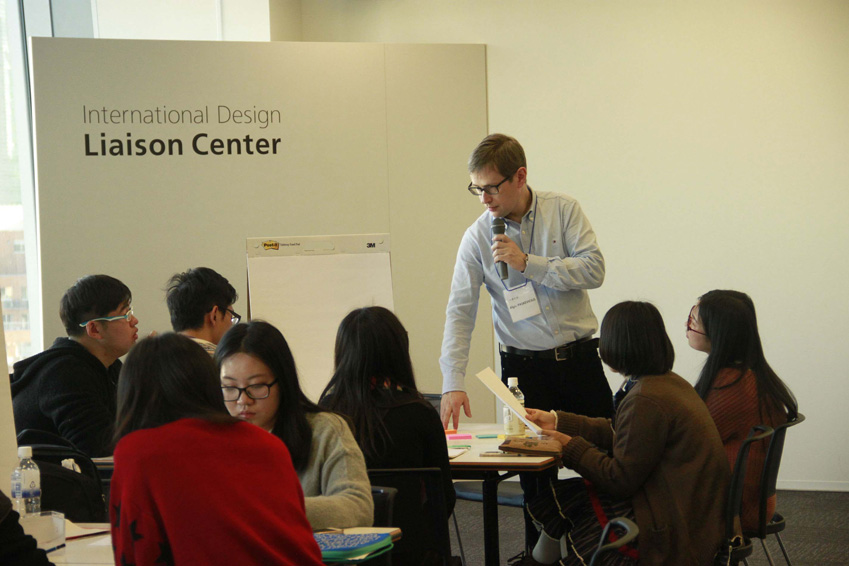 International Design
Liaison Center
Post-it
3M